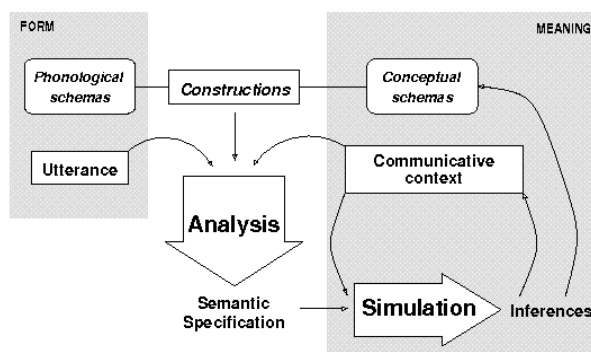 FORM
MEANING
Phonological
schemas
Constructions
Conceptual
schemas
Utterance
Communicative
context
Analysis
Semantic
Specification
Simulation
Inferences